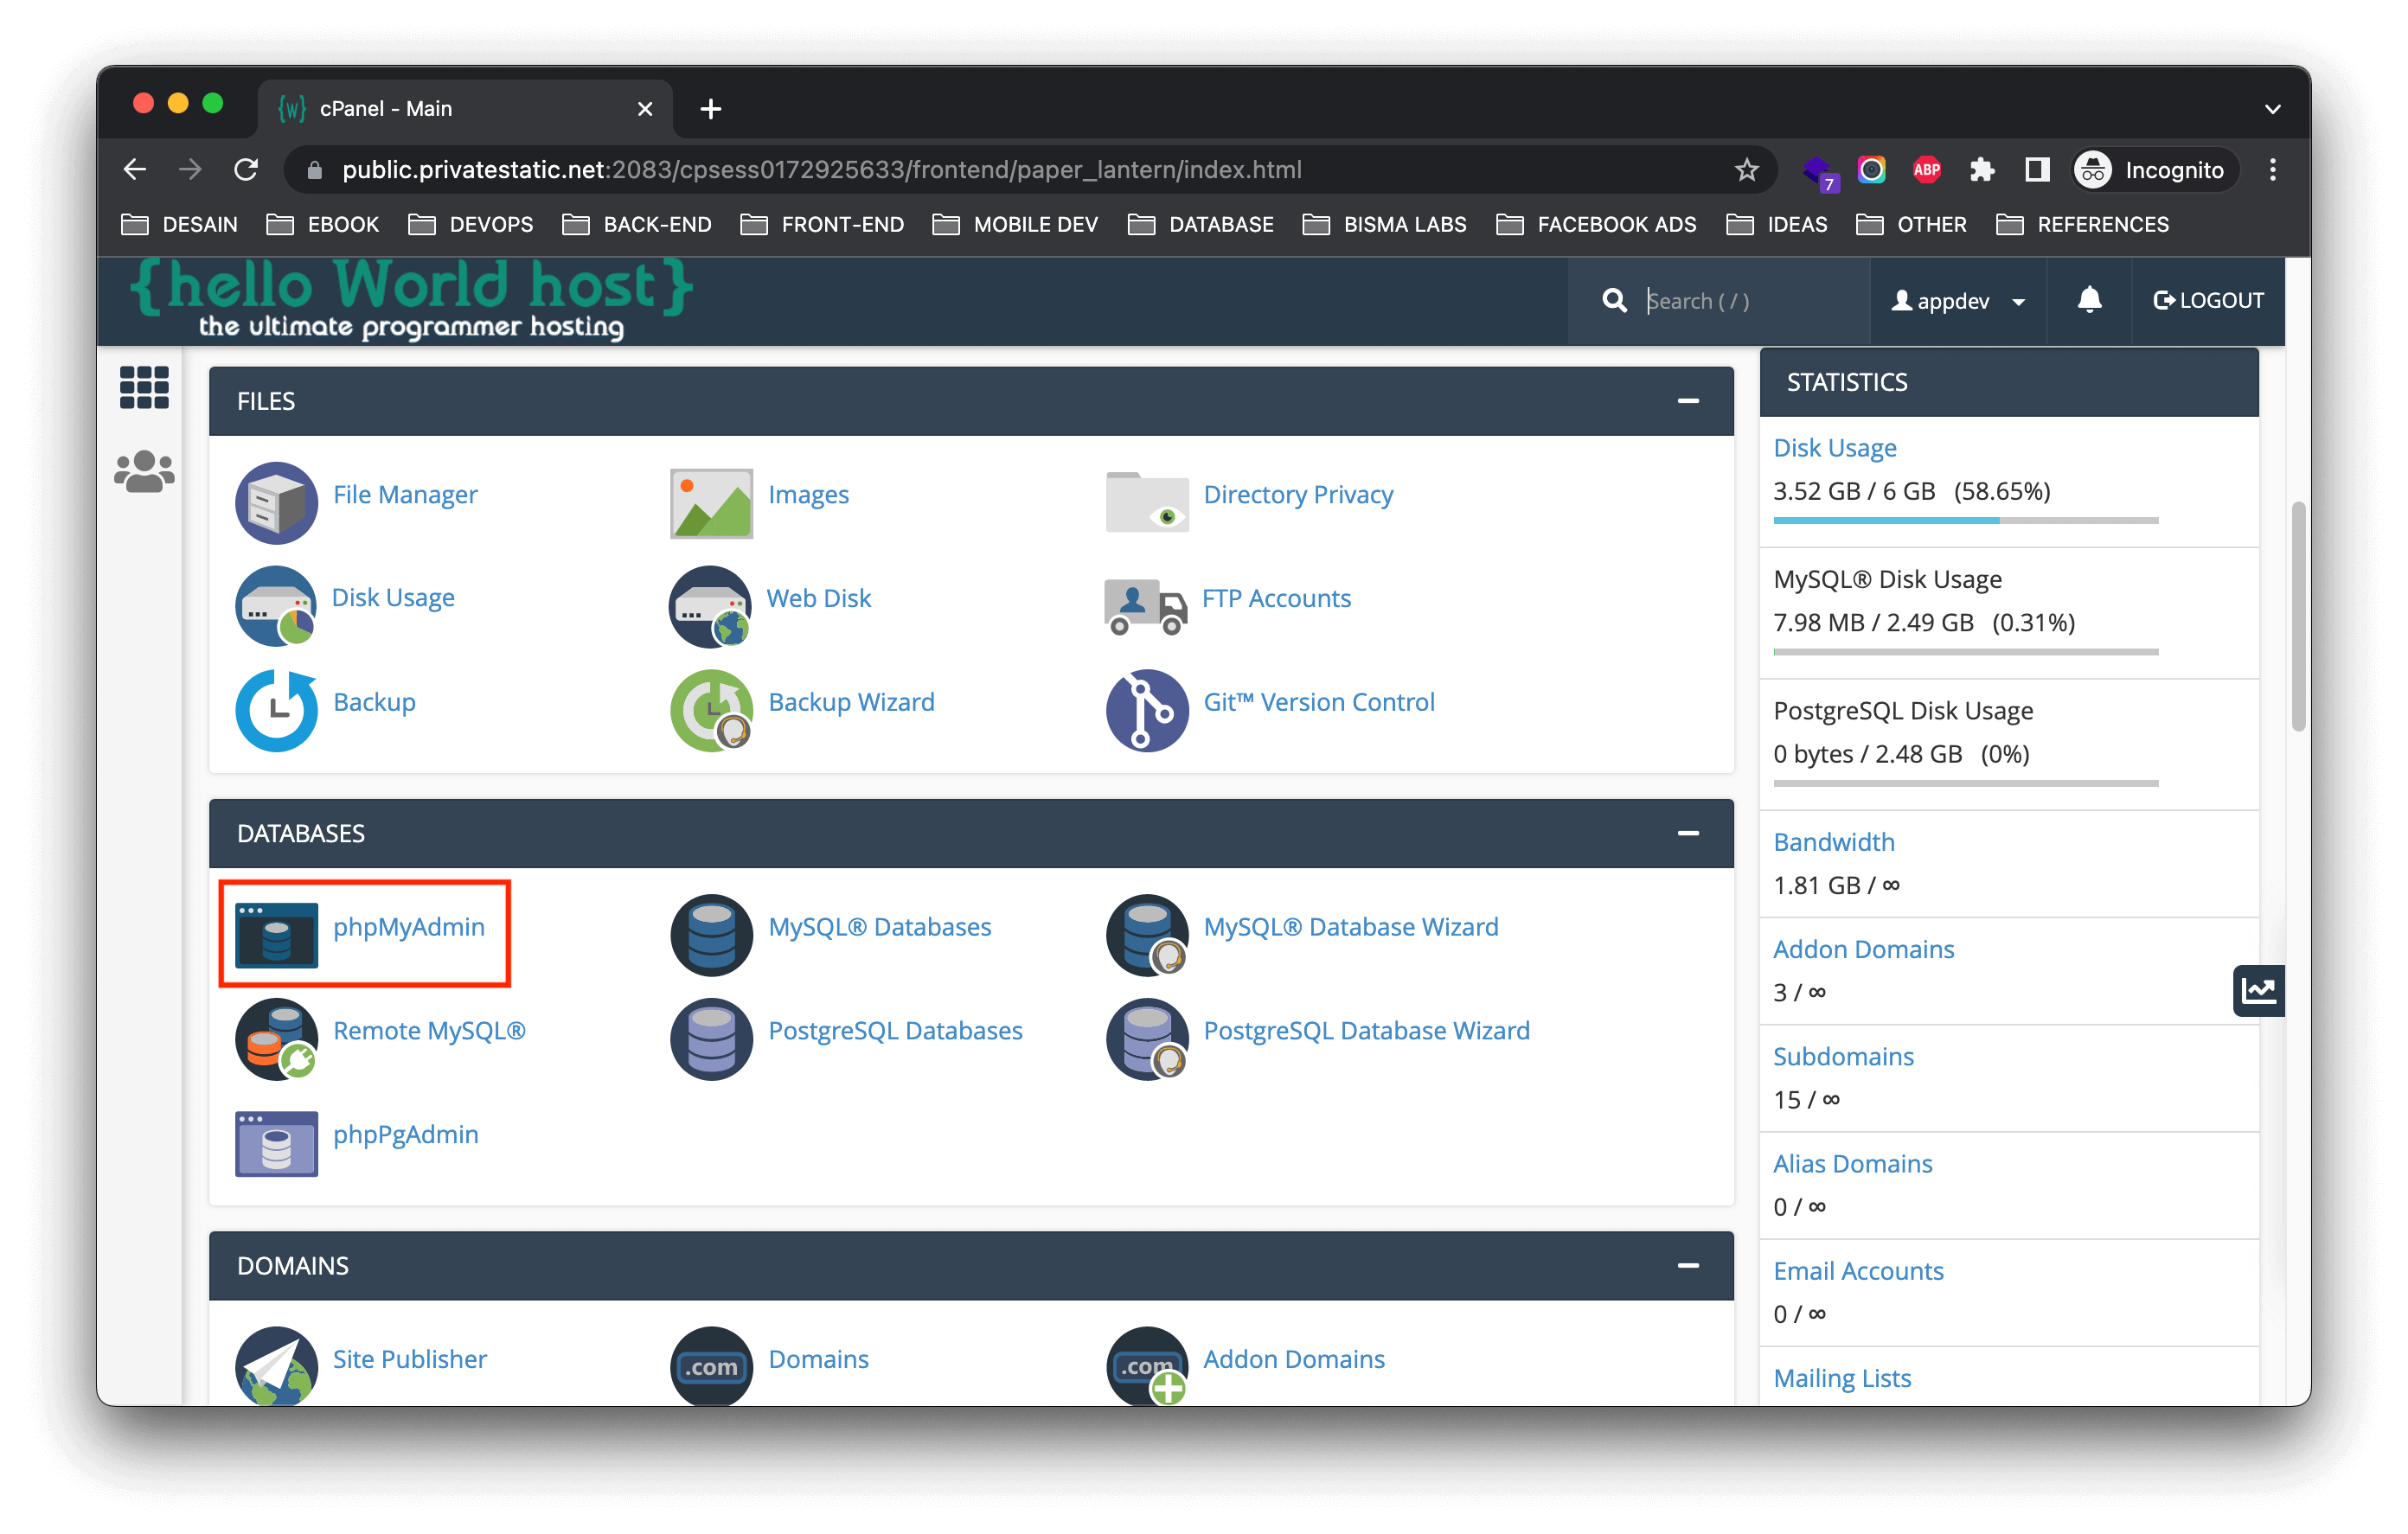 {w} cPanel - Main
public.privatestatic.net:2083/cpsess0172925633/frontend/paper_lantern/index.html
7
ABP
Incognito
DESAIN EBOOK DEVOPS BACK-END FRONT-END MOBILE DEV DATABASE BISMA LABS FACEBOOK ADS IDEAS OTHER REFERENCES
{hello World host}
the ultimate programmer hosting
Search ( / )
appdev
LOGOUT
FILES
File Manager
Images
Directory Privacy
Disk Usage
Web Disk
FTP Accounts
Backup
Backup Wizard
Git™ Version Control
DATABASES
phpMyAdmin
MySQL® Databases
MySQL® Database Wizard
Remote MySQL®
PostgreSQL Databases
PostgreSQL Database Wizard
phpPgAdmin
DOMAINS
Site Publisher
.com
Domains
.com
Addon Domains
STATISTICS
Disk Usage
3.52 GB / 6 GB (58.65%)
MySQL® Disk Usage
7.98 MB / 2.49 GB (0.31%)
PostgreSQL Disk Usage
0 bytes / 2.48 GB (0%)
Bandwidth
1.81 GB / ∞
Addon Domains
3 / ∞
Subdomains
15 / ∞
Alias Domains
0 / ∞
Email Accounts
0 / ∞
Mailing Lists